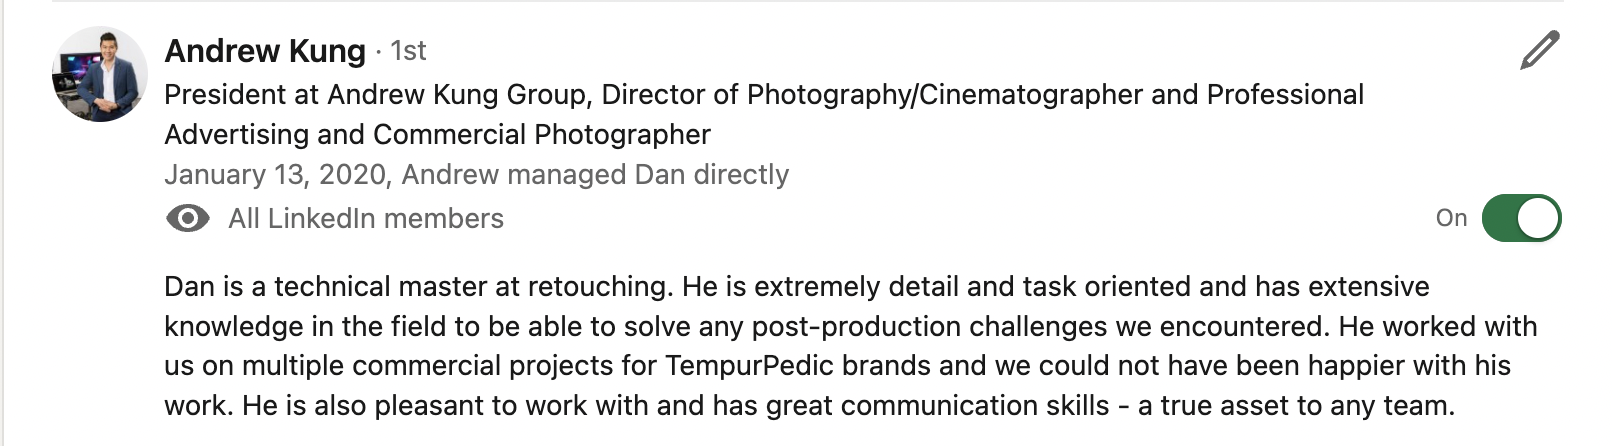 Andrew Kung · 1st
President at Andrew Kung Group, Director of Photography/Cinematographer and Professional
Advertising and Commercial Photographer
January 13, 2020, Andrew managed Dan directly
All LinkedIn members
On
Dan is a technical master at retouching. He is extremely detail and task oriented and has extensive
knowledge in the field to be able to solve any post-production challenges we encountered. He worked with
us on multiple commercial projects for TempurPedic brands and we could not have been happier with his
work. He is also pleasant to work with and has great communication skills - a true asset to any team.